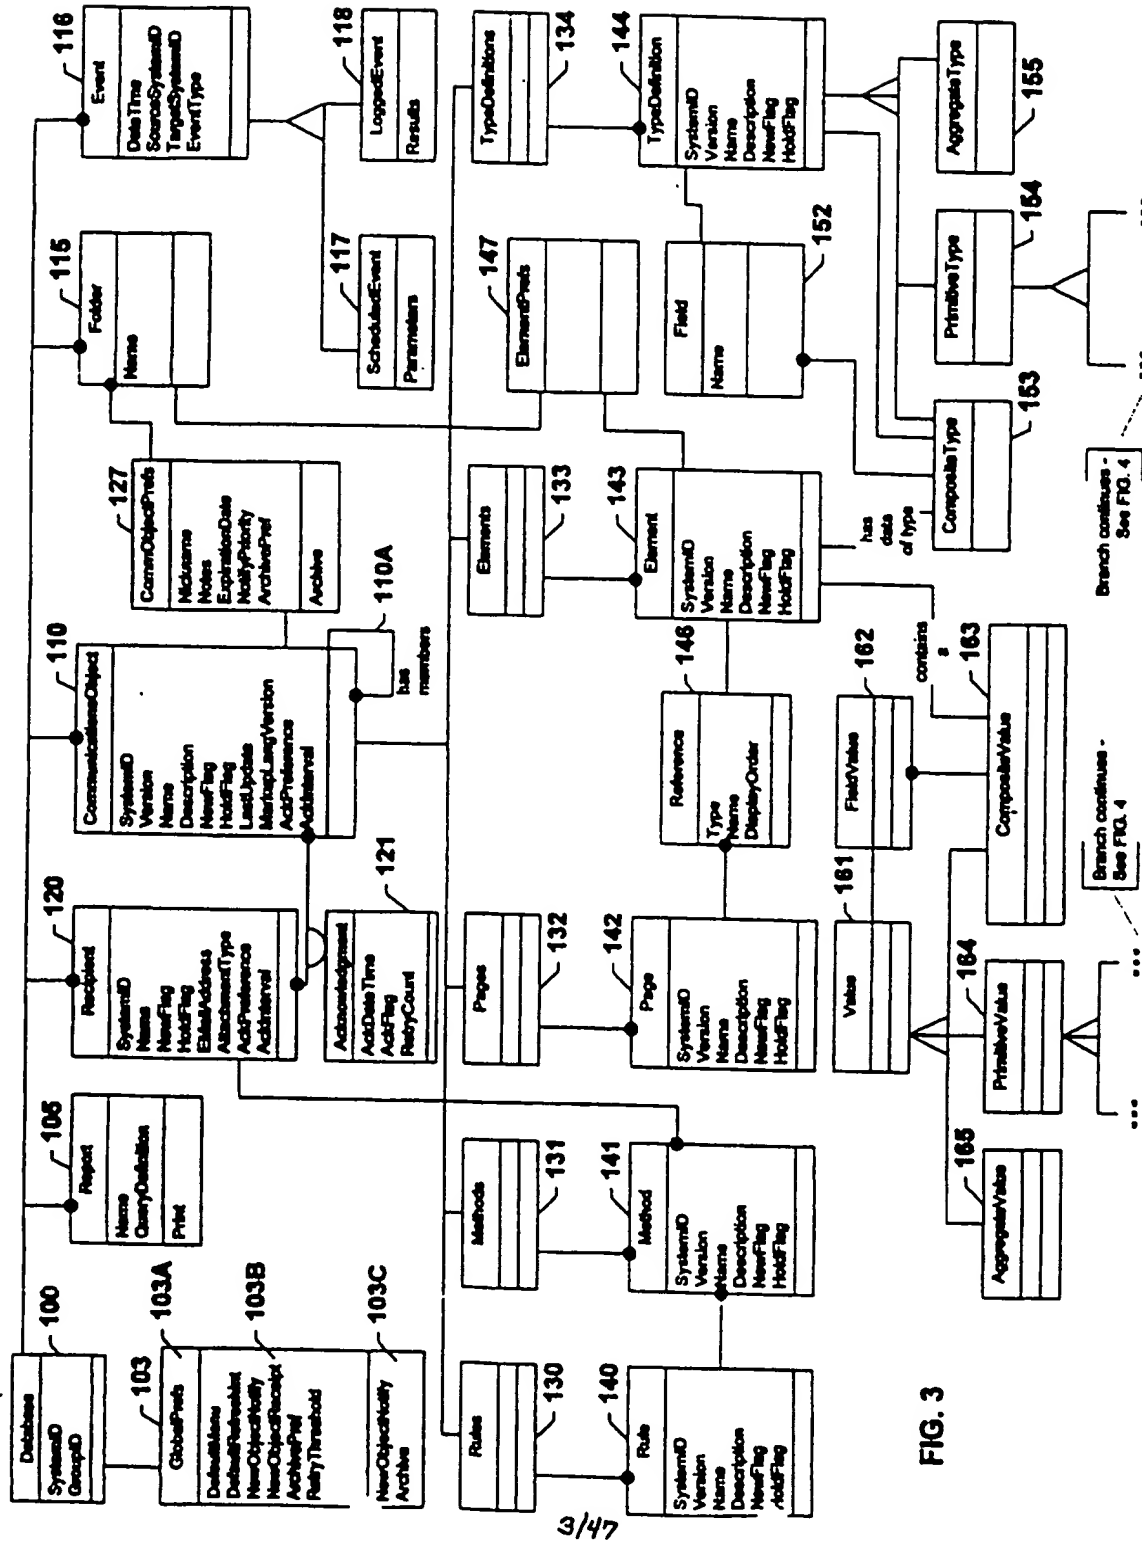 Database
SystemID
GroupID
100
103
103A
GlobalPrefs
103B
DefaultMenu
DefaultRefreshInt
NewObjectNotify
NewObjectReceipt
ArchivePref
RetryThreshold
103C
NewObjectNotify
Archive
105
Report
Name
QueryDefinition
Print
120
Recipient
SystemID
Name
NewFlag
HoldFlag
EMailAddress
AttachmentType
AckPreference
AckInterval
121
Acknowledgment
AckDateTime
AckFlag
RetryCount
110
CommunicationsObject
SystemID
Version
Name
Description
NewFlag
HoldFlag
LastUpdate
MarkupLangVersion
AckPreference
AckInterval
110A
has
members
127
CommObjectPrefs
Nickname
Notes
ExpirationDate
NotifyPriority
ArchivePref
Archive
115
Folder
Name
116
Event
DateTime
SourceSystemID
TargetSystemID
EventType
117
ScheduledEvent
Parameters
118
LoggedEvent
Results
Rules
130
Methods
131
Pages
132
Elements
133
ElementPrefs
147
TypeDefinitions
134
140
Rule
SystemID
Version
Name
Description
NewFlag
HoldFlag
141
Method
SystemID
Version
Name
Description
NewFlag
HoldFlag
142
Page
SystemID
Version
Name
Description
NewFlag
HoldFlag
146
Reference
Type
Name
DisplayOrder
143
Element
SystemID
Version
Name
Description
NewFlag
HoldFlag
152
Field
Name
144
TypeDefinition
SystemID
Version
Name
Description
NewFlag
HoldFlag
has
data
of type
contains
a
161
Value
162
FieldValue
163
CompositeValue
164
PrimitiveValue
165
AggregateValue
153
CompositeType
154
PrimitiveType
155
AggregateType
Branch continues -
See FIG. 4
Branch continues -
See FIG. 4
... ...
... ...
FIG. 3
3/47